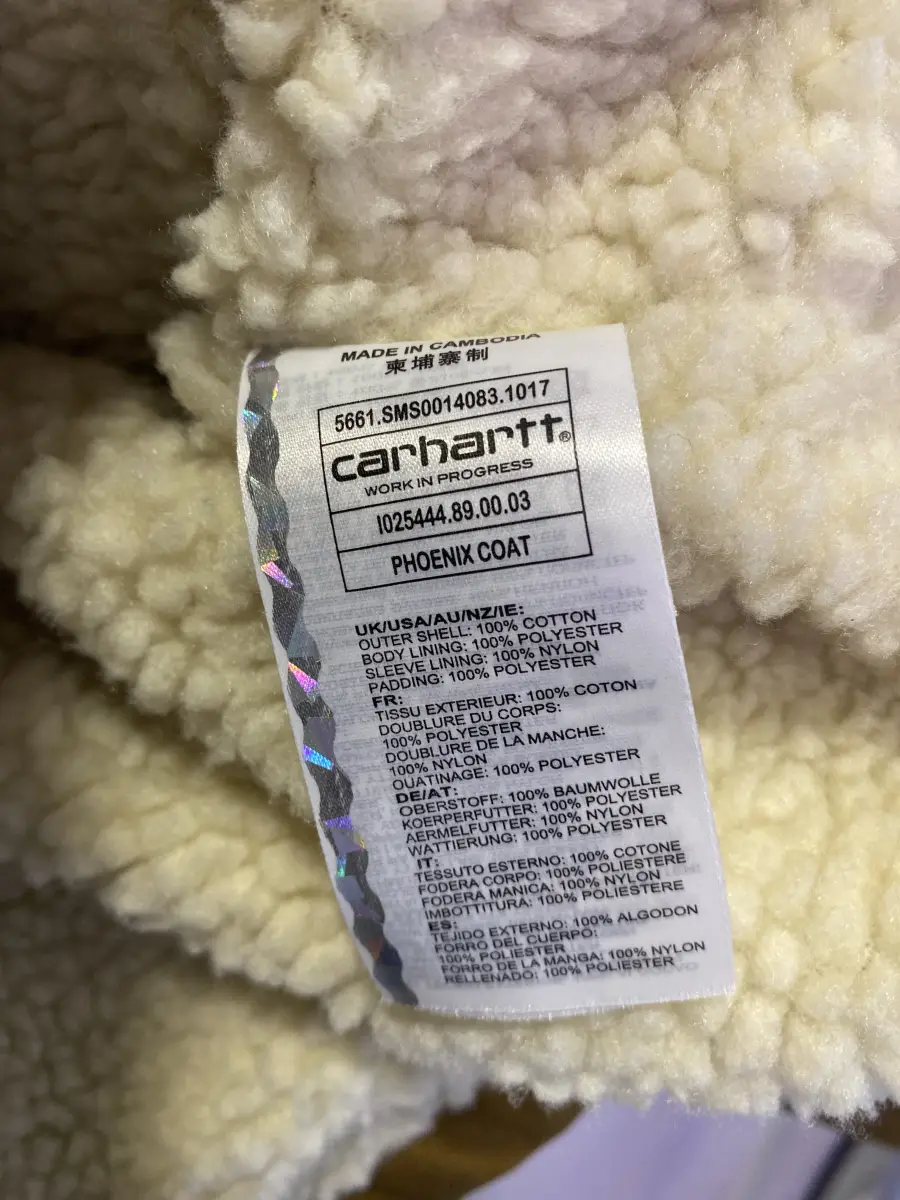 MADE IN CAMBODIA
柬埔寨制
5661.SMS0014083.1017
carhartt®
WORK IN PROGRESS
I025444.89.00.03
PHOENIX COAT
UK/USA/AU/NZ/IE:
OUTER SHELL: 100% COTTON
BODY LINING: 100% POLYESTER
SLEEVE LINING: 100% NYLON
PADDING: 100% POLYESTER
FR:
TISSU EXTERIEUR: 100% COTON
DOUBLURE DU CORPS:
100% POLYESTER
DOUBLURE DE LA MANCHE:
100% NYLON
OUATINAGE: 100% POLYESTER
DE/AT:
OBERSTOFF: 100% BAUMWOLLE
KOERPERFUTTER: 100% POLYESTER
AERMELFUTTER: 100% NYLON
WATTIERUNG: 100% POLYESTER
IT:
TESSUTO ESTERNO: 100% COTONE
FODERA CORPO: 100% POLIESTERE
FODERA MANICA: 100% NYLON
IMBOTTITURA: 100% POLIESTERE
ES:
TEJIDO EXTERNO: 100% ALGODON
FORRO DEL CUERPO:
100% POLIESTER
FORRO DE LA MANGA: 100% NYLON
RELLENADO: 100% POLIESTER